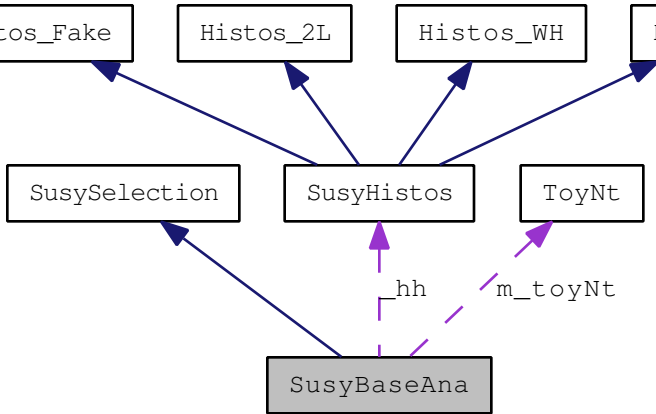 tos_Fake
Histos_2L
Histos_WH
SusySelection
SusyHistos
ToyNt
_hh
m_toyNt
SusyBaseAna